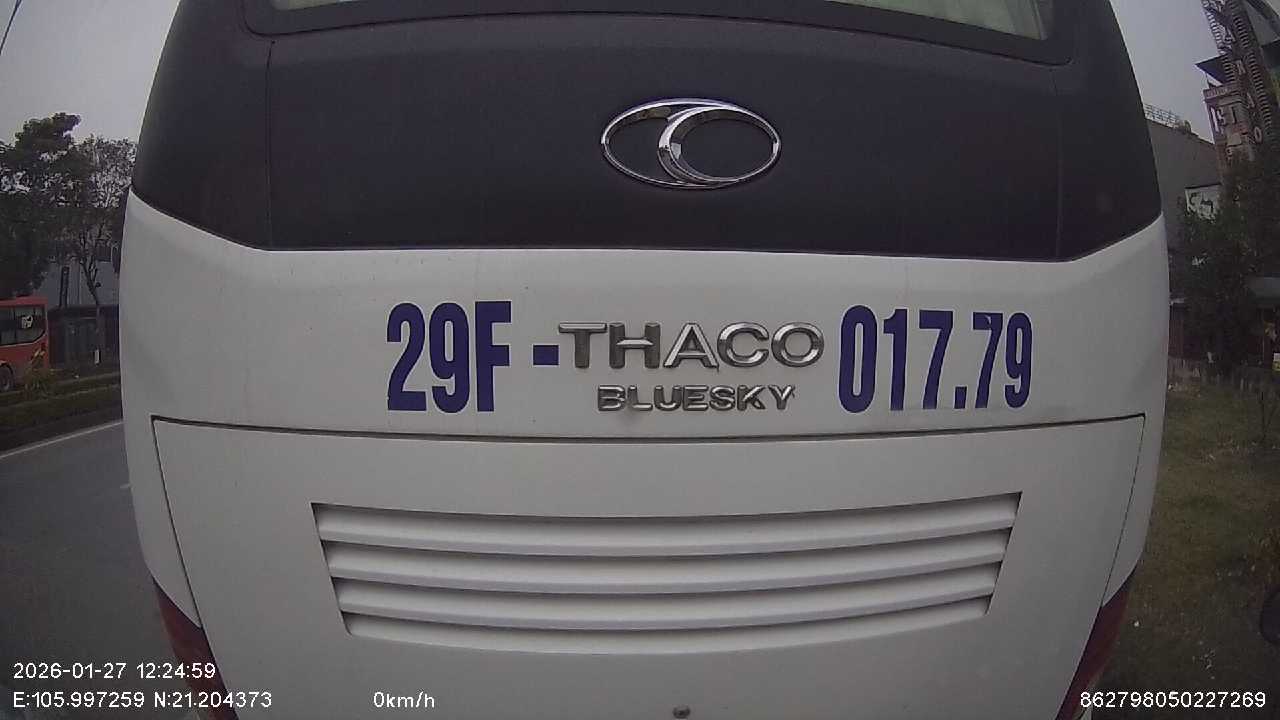 29F - THACO 017.79
BLUESKY
2026-01-27 12:24:59
E:105.997259 N:21.204373 0km/h 862798050227269